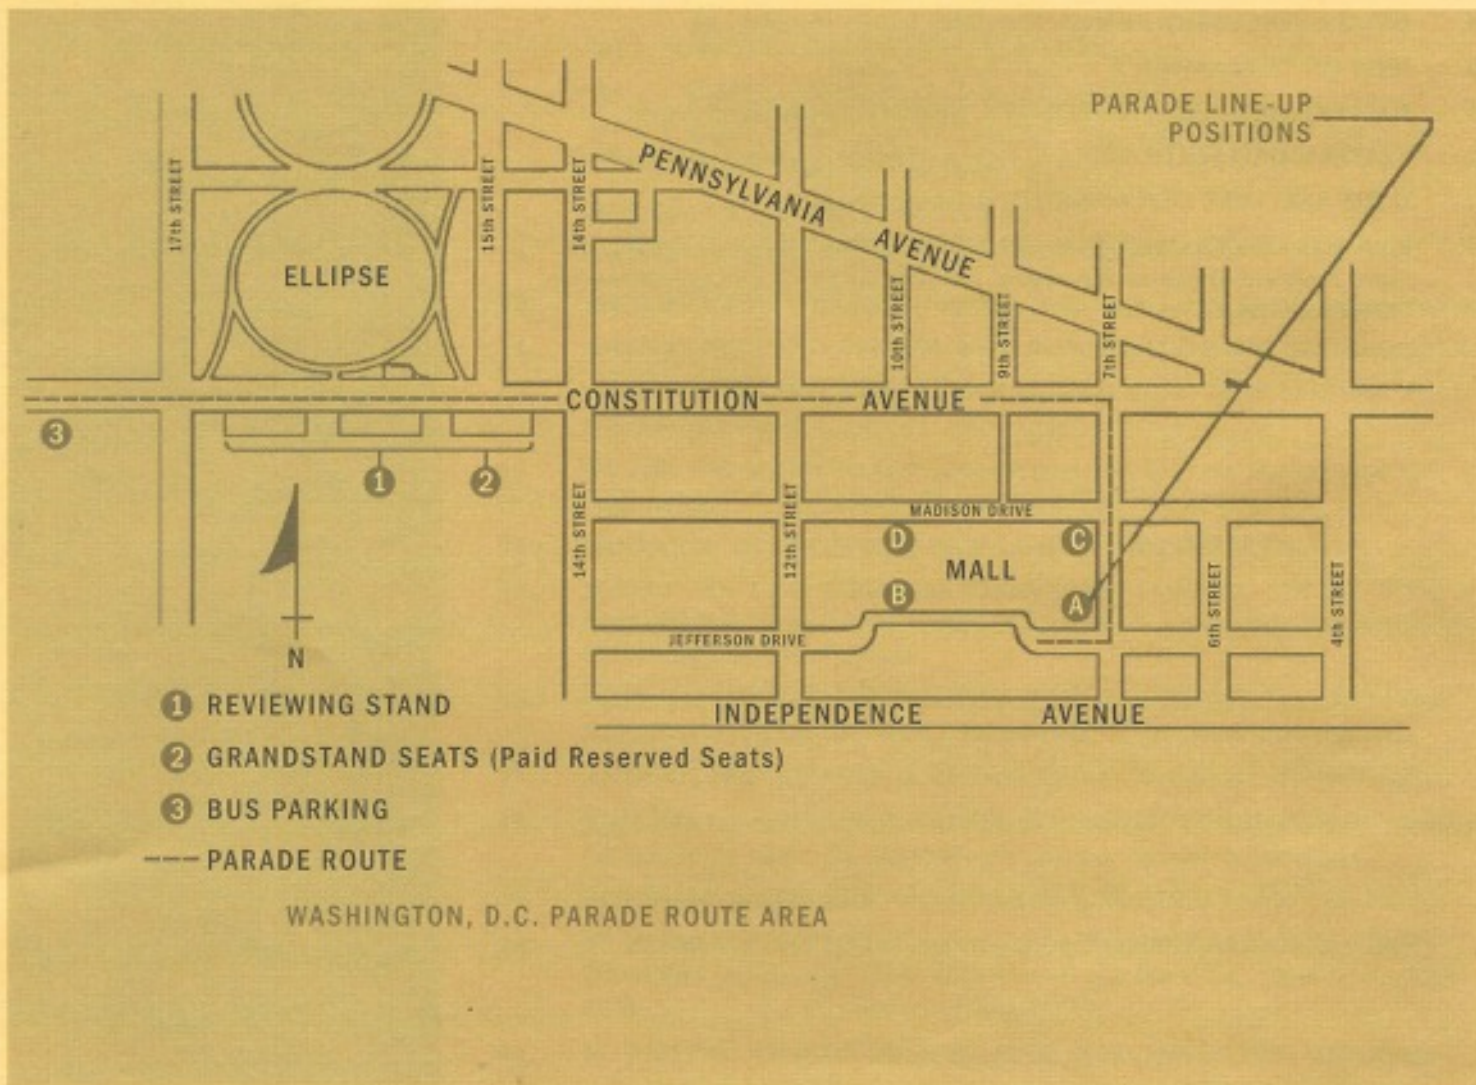 PARADE LINE-UP
POSITIONS
PENNSYLVANIA AVENUE
17th STREET
15th STREET
14th STREET
ELLIPSE
10th STREET
9th STREET
7th STREET
CONSTITUTION AVENUE
3
1
2
MADISON DRIVE
14th STREET
12th STREET
D
C
MALL
B
A
6th STREET
4th STREET
JEFFERSON DRIVE
N
INDEPENDENCE AVENUE
1 REVIEWING STAND
2 GRANDSTAND SEATS (Paid Reserved Seats)
3 BUS PARKING
PARADE ROUTE
WASHINGTON, D.C. PARADE ROUTE AREA